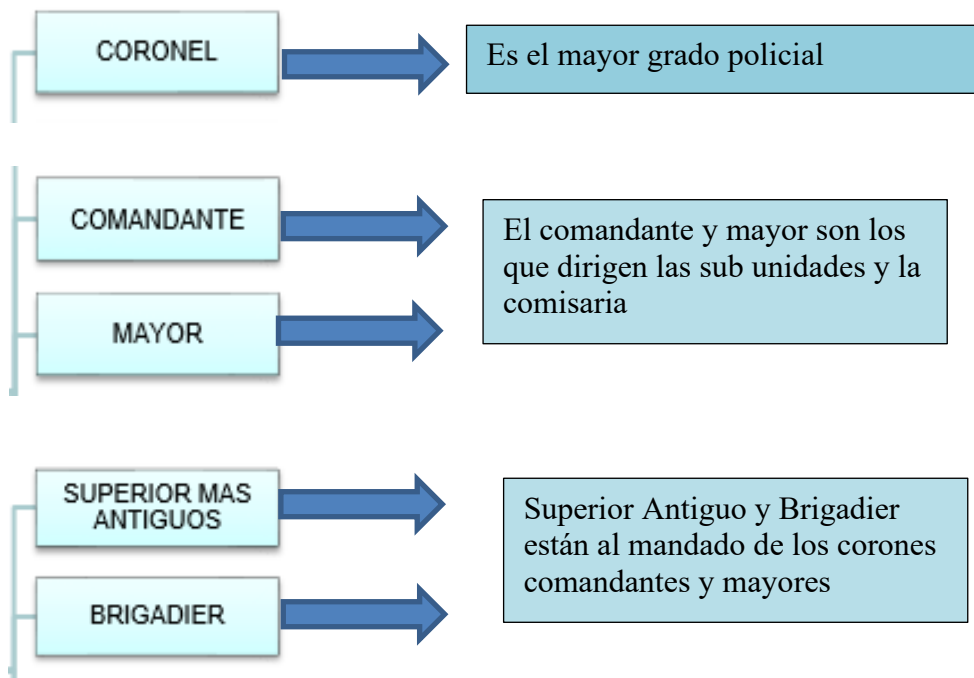 CORONEL
Es el mayor grado policial
COMANDANTE
El comandante y mayor son los
que dirigen las sub unidades y la
comisaria
MAYOR
SUPERIOR MAS
ANTIGUOS
Superior Antiguo y Brigadier
están al mandado de los corones
comandantes y mayores
BRIGADIER